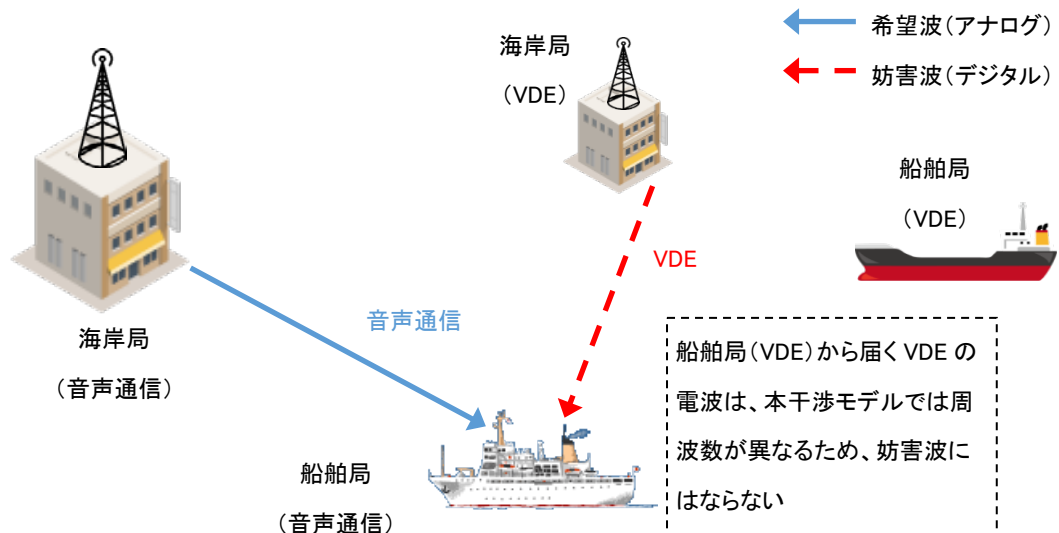 海岸局
（VDE）
希望波（アナログ）
妨害波（デジタル）
船舶局
（VDE）
VDE
音声通信
海岸局
（音声通信）
船舶局（VDE）から届く VDE の
電波は、本干渉モデルでは周
波数が異なるため、妨害波に
はならない
船舶局
（音声通信）